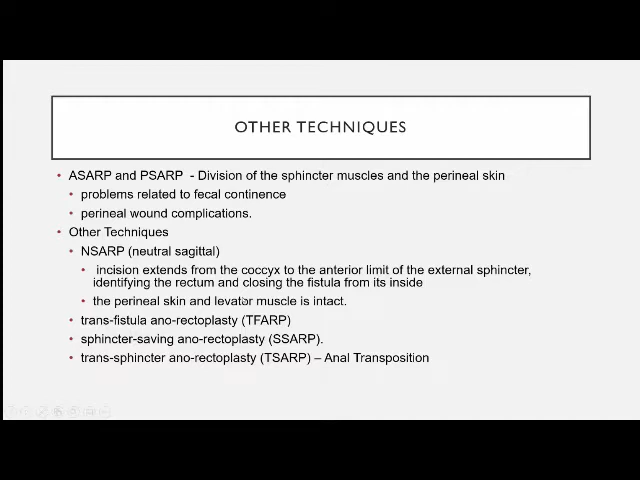 OTHER TECHNIQUES
• ASARP and PSARP - Division of the sphincter muscles and the perineal skin
• problems related to fecal continence
• perineal wound complications.
• Other Techniques
• NSARP (neutral sagittal)
• incision extends from the coccyx to the anterior limit of the external sphincter,
identifying the rectum and closing the fistula from its inside
• the perineal skin and levator muscle is intact.
• trans-fistula ano-rectoplasty (TFARP)
• sphincter-saving ano-rectoplasty (SSARP).
• trans-sphincter ano-rectoplasty (TSARP) – Anal Transposition